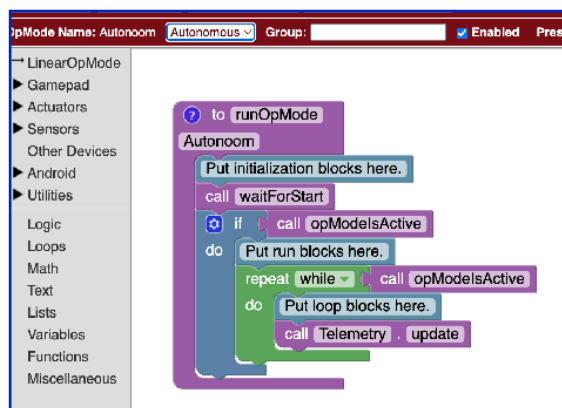 OpMode Name: Autonoom Autonomous Group: Enabled Pres
LinearOpMode
Gamepad
Actuators
Sensors
Other Devices
Android
Utilities
Logic
Loops
Math
Text
Lists
Variables
Functions
Miscellaneous
? to runOpMode
Autonoom
Put initialization blocks here.
call waitForStart
if call opModeIsActive
do Put run blocks here.
repeat while call opModeIsActive
do Put loop blocks here.
call Telemetry . update